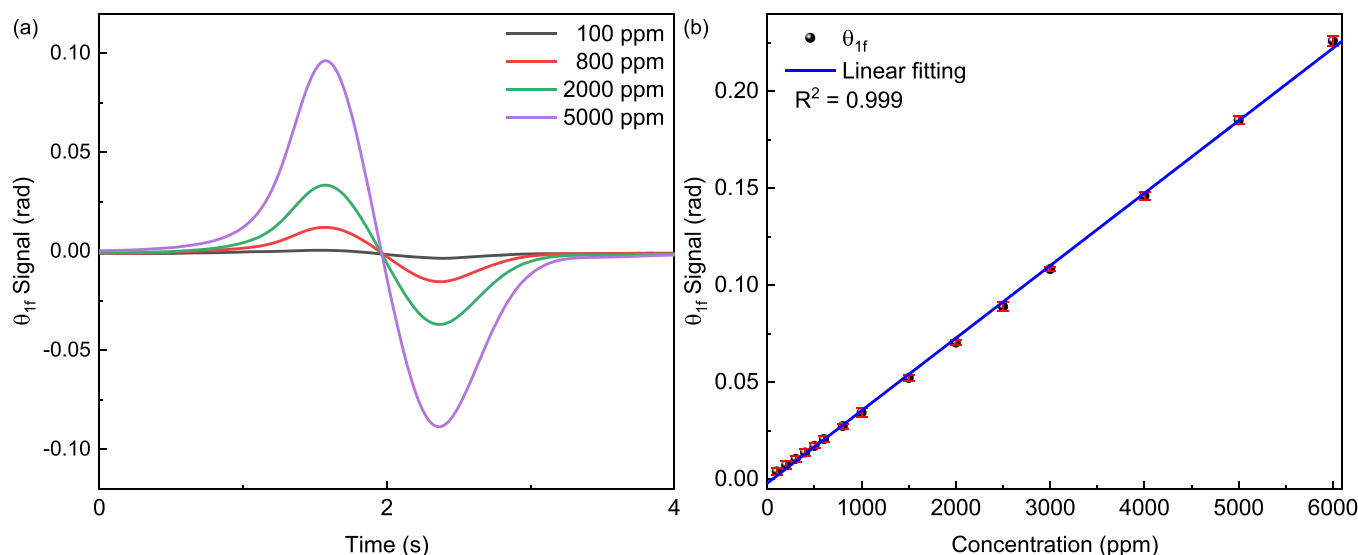 (a)
100 ppm
800 ppm
2000 ppm
5000 ppm
0.10
0.05
0.00
-0.05
-0.10
θ1f Signal (rad)
0 2 4
Time (s)
(b)
θ1f
Linear fitting
R² = 0.999
0.20
0.15
0.10
0.05
0.00
θ1f Signal (rad)
0 1000 2000 3000 4000 5000 6000
Concentration (ppm)